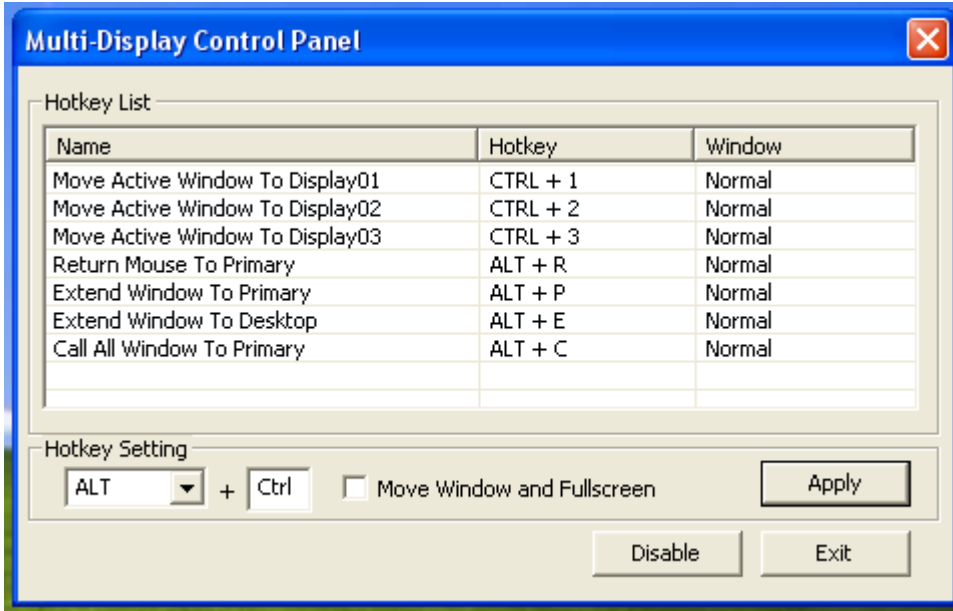 Multi-Display Control Panel
Hotkey List
Name Hotkey Window
Move Active Window To Display01 CTRL + 1 Normal
Move Active Window To Display02 CTRL + 2 Normal
Move Active Window To Display03 CTRL + 3 Normal
Return Mouse To Primary ALT + R Normal
Extend Window To Primary ALT + P Normal
Extend Window To Desktop ALT + E Normal
Call All Window To Primary ALT + C Normal
Hotkey Setting
ALT + Ctrl Move Window and Fullscreen Apply
Disable Exit